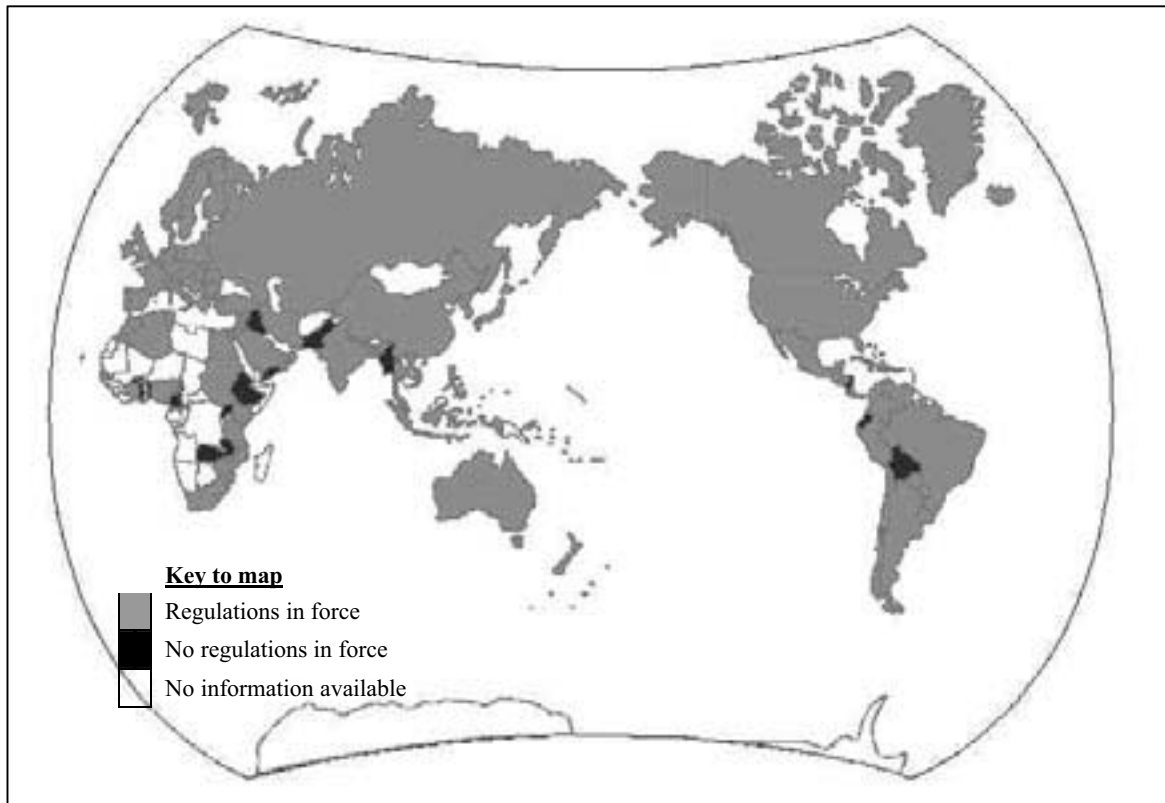 Key to map
Regulations in force
No regulations in force
No information available